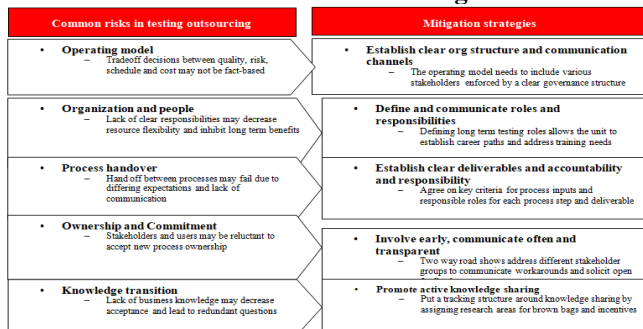 Common risks in testing outsourcing
Mitigation strategies
• Operating model
– Tradeoff decisions between quality, risk,
schedule and cost may not be fact-based
• Establish clear org structure and communication
channels
– The operating model needs to include various
stakeholders enforced by a clear governance structure
• Organization and people
– Lack of clear responsibilities may decrease
resource flexibility and inhibit long term benefits
• Define and communicate roles and
responsibilities
– Defining long term testing roles allows the unit to
establish career paths and address training needs
• Process handover
– Hand off between processes may fail due to
differing expectations and lack of
communication
• Establish clear deliverables and accountability
and responsibility
– Agree on key criteria for process inputs and
responsible roles for each process step and deliverable
• Ownership and Commitment
– Stakeholders and users may be reluctant to
accept new process ownership
• Involve early, communicate often and
transparent
– Two way road shows address different stakeholder
groups to communicate workarounds and solicit open
• Knowledge transition
– Lack of business knowledge may decrease
acceptance and lead to redundant questions
• Promote active knowledge sharing
– Put a tracking structure around knowledge sharing by
assigning research areas for brown bags and incentives